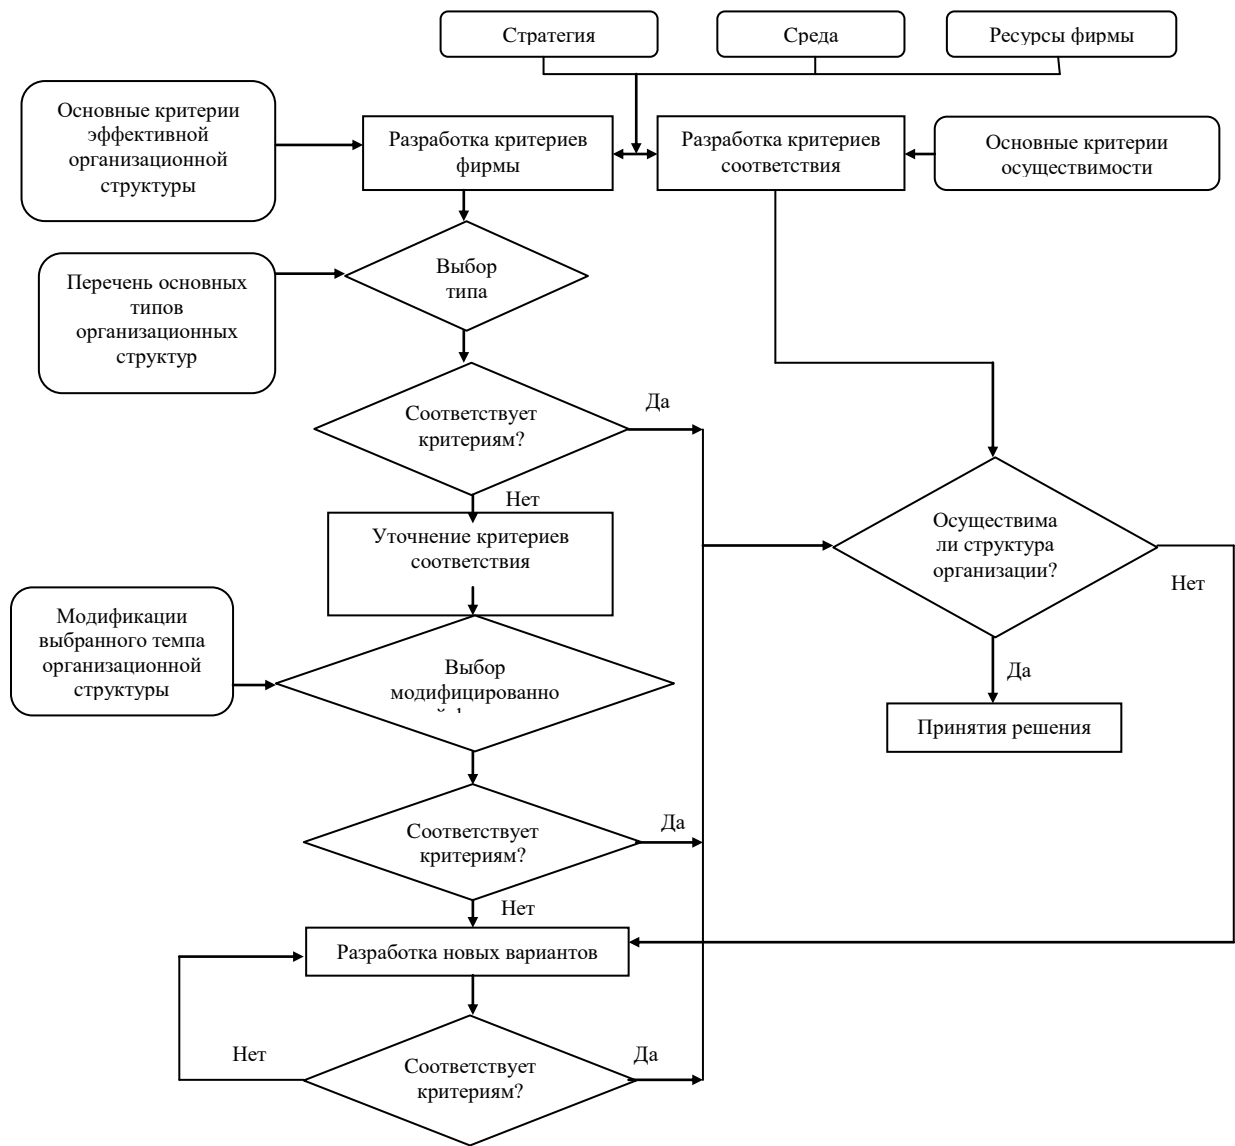 Стратегия
Среда
Ресурсы фирмы
Основные критерии
эффективной
организационной
структуры
Разработка критериев
фирмы
Разработка критериев
соответствия
Основные критерии
осуществимости
Перечень основных
типов
организационных
структур
Выбор
типа
Соответствует
критериям?
Да
Нет
Уточнение критериев
соответствия
Осуществима
ли структура
организации?
Нет
Да
Принятия решения
Модификации
выбранного темпа
организационной
структуры
Выбор
модифицированно
Соответствует
критериям?
Да
Нет
Разработка новых вариантов
Нет
Соответствует
критериям?
Да